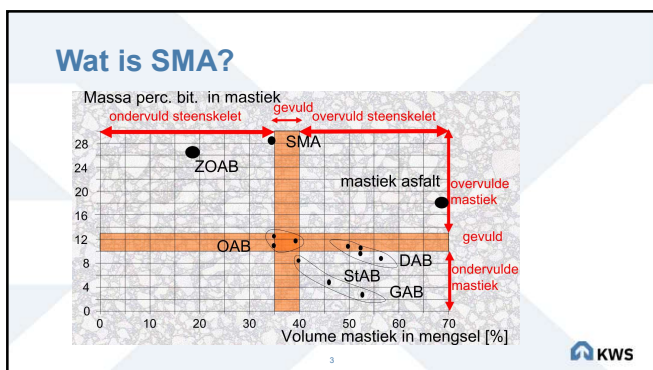 Wat is SMA?
Massa perc. bit. in mastiek
gevuld
ondervuld steenskelet
overvuld steenskelet
28
SMA
24
ZOAB
20
mastiek asfalt
overvulde
mastiek
16
12
OAB
gevuld
8
DAB
ondervulde
mastiek
StAB
4
GAB
0
0 10 20 30 40 50 60 70
Volume mastiek in mengsel [%]
3
KWS